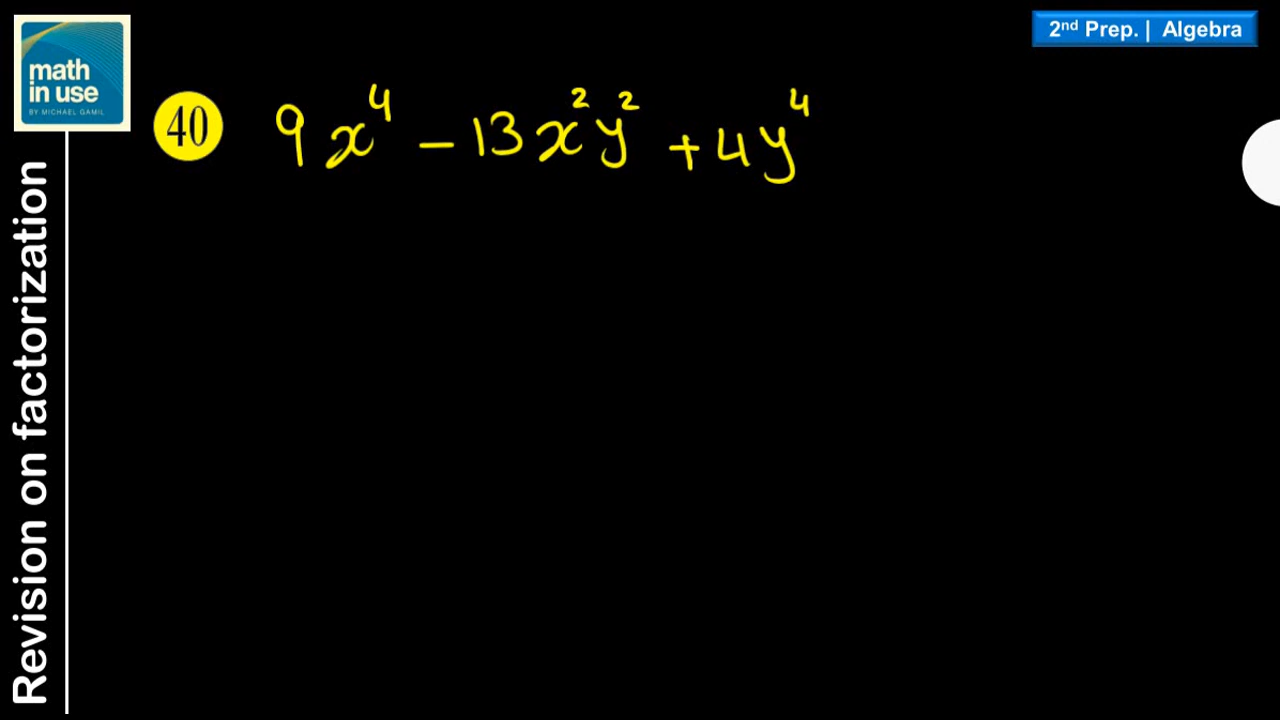 2nd Prep. | Algebra
math
in use
BY MICHAEL GAMIL
40 9x⁴ − 13x²y² + 4y⁴
Revision on factorization